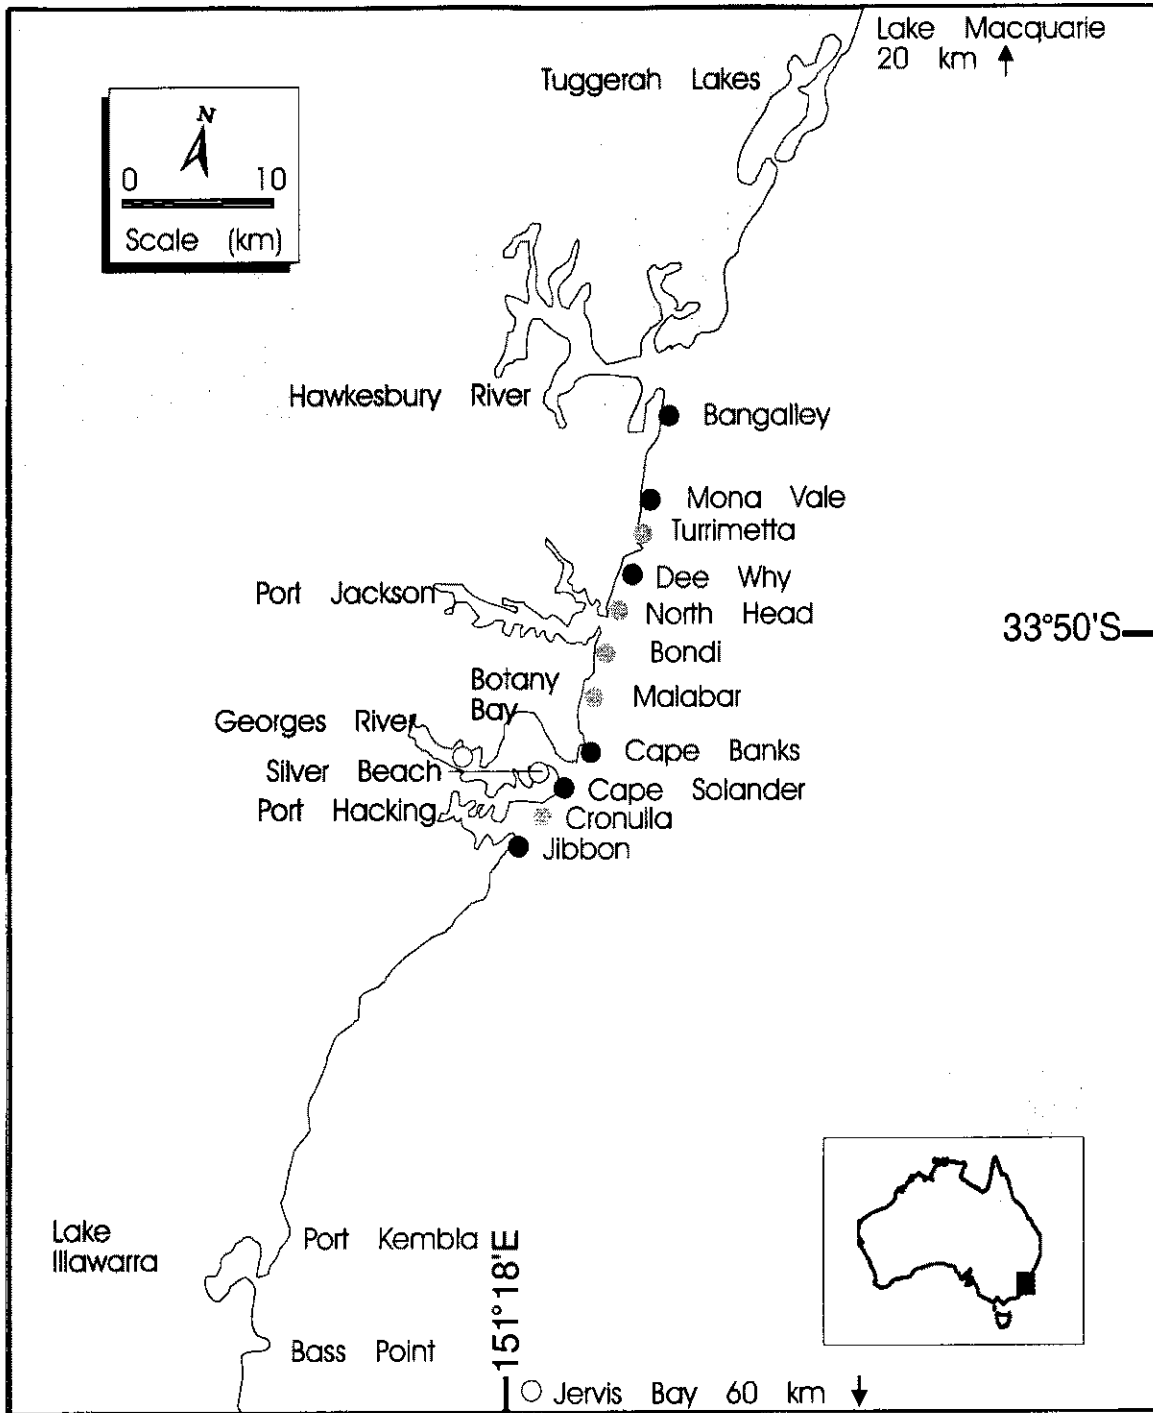 Lake Macquarie
20 km
Tuggerah Lakes
N
0 10
Scale (km)
Hawkesbury River
Bangalley
Mona Vale
Turrimetta
Dee Why
Port Jackson
North Head
33°50'S
Bondi
Botany
Bay
Malabar
Georges River
Cape Banks
Silver Beach
Cape Solander
Port Hacking
Cronulla
Jibbon
Lake
Illawarra
Port Kembla
151°18'E
Bass Point
Jervis Bay 60 km